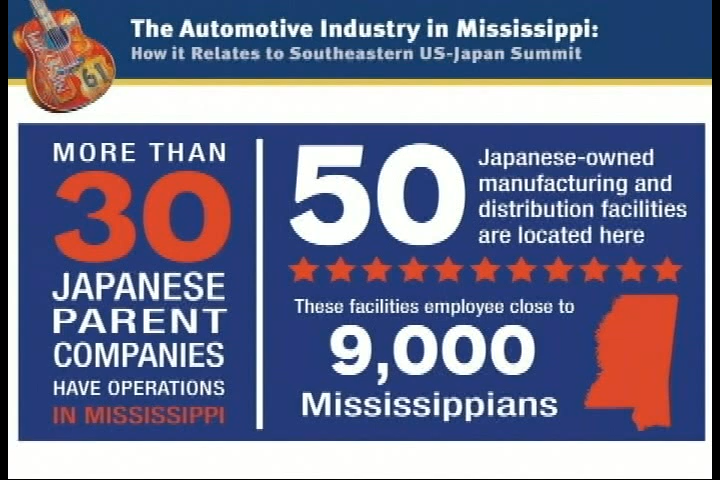 The Automotive Industry in Mississippi:
How it Relates to Southeastern US-Japan Summit
61
MORE THAN
30
JAPANESE
PARENT
COMPANIES
HAVE OPERATIONS
IN MISSISSIPPI
50
Japanese-owned
manufacturing and
distribution facilities
are located here
These facilities employee close to
9,000
Mississippians